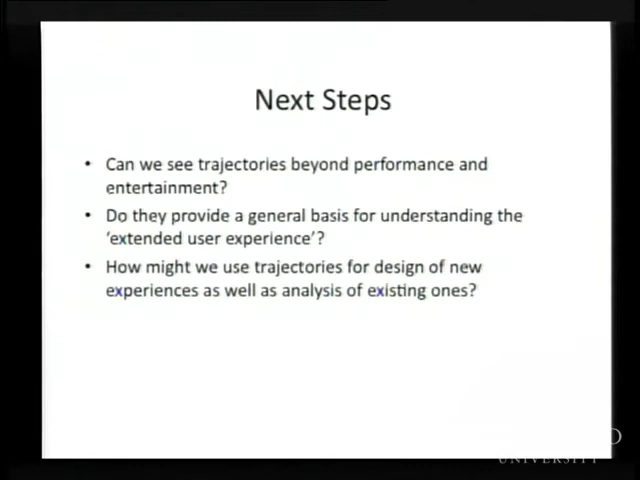 Next Steps
• Can we see trajectories beyond performance and
entertainment?
• Do they provide a general basis for understanding the
‘extended user experience’?
• How might we use trajectories for design of new
experiences as well as analysis of existing ones?
UNIVERSITY